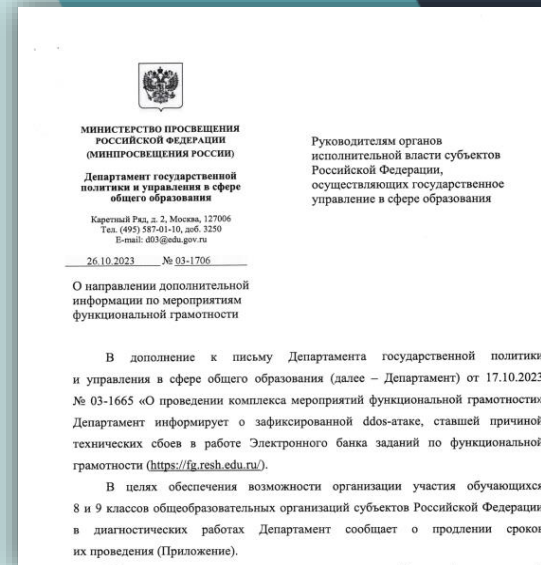 МИНИСТЕРСТВО ПРОСВЕЩЕНИЯ
РОССИЙСКОЙ ФЕДЕРАЦИИ
(МИНПРОСВЕЩЕНИЯ РОССИИ)
Департамент государственной
политики и управления в сфере
общего образования
Каретный Ряд, д. 2, Москва, 127006
Тел. (495) 587-01-10, доб. 3250
E-mail: d03@edu.gov.ru
26.10.2023 № 03-1706
Руководителям органов
исполнительной власти субъектов
Российской Федерации,
осуществляющих государственное
управление в сфере образования
О направлении дополнительной
информации по мероприятиям
функциональной грамотности
В дополнение к письму Департамента государственной политики
и управления в сфере общего образования (далее – Департамент) от 17.10.2023
№ 03-1665 «О проведении комплекса мероприятий функциональной грамотности»
Департамент информирует о зафиксированной ddos-атаке, ставшей причиной
технических сбоев в работе Электронного банка заданий по функциональной
грамотности (https://fg.resh.edu.ru/).
В целях обеспечения возможности организации участия обучающихся
8 и 9 классов общеобразовательных организаций субъектов Российской Федерации
в диагностических работах Департамент сообщает о продлении сроков
их проведения (Приложение).